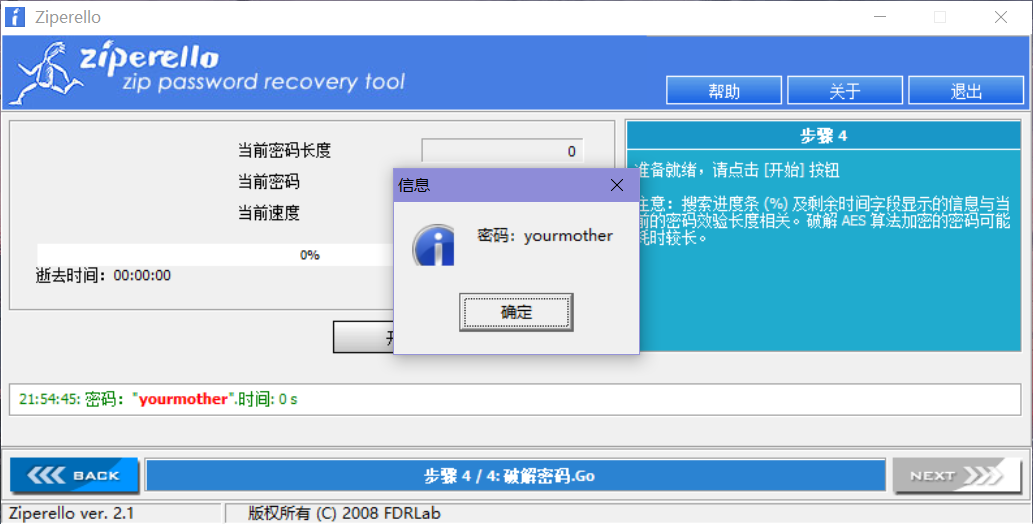 Ziperello
ziperello
zip password recovery tool
帮助
关于
退出
当前密码长度
0
当前密码
当前速度
0%
逝去时间：00:00:00
步骤 4
准备就绪，请点击 [开始] 按钮
注意：搜索进度条 (%) 及剩余时间字段显示的信息与当
前的密码效验长度相关。破解 AES 算法加密的密码可能
耗时较长。
信息
密码：yourmother
确定
21:54:45: 密码："yourmother".时间: 0 s
BACK
步骤 4 / 4: 破解密码.Go
NEXT
Ziperello ver. 2.1
版权所有 (C) 2008 FDRLab